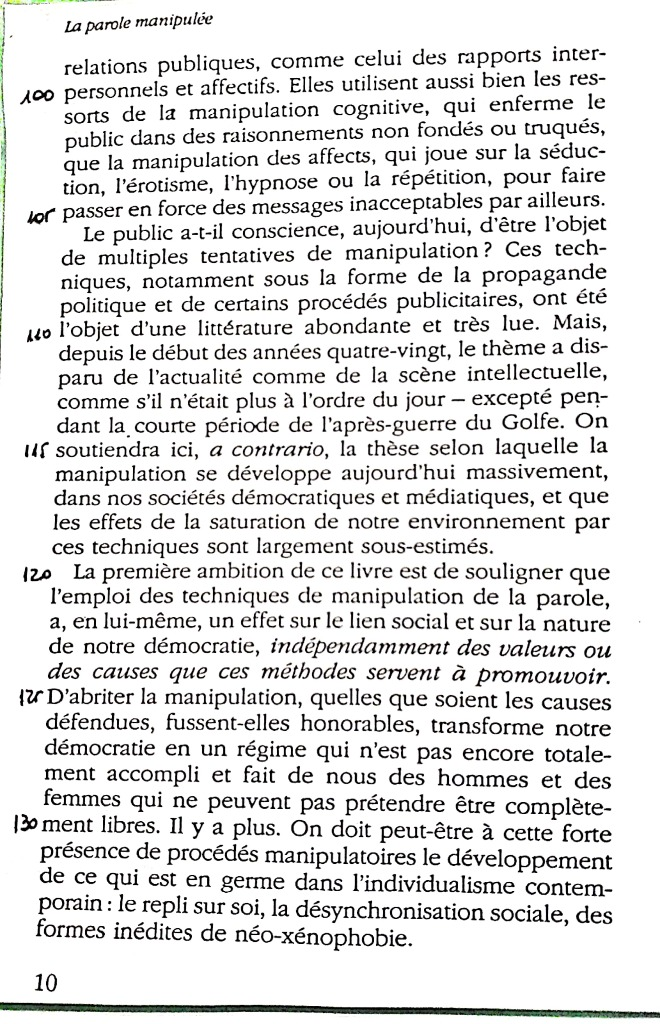 La parole manipulée
relations publiques, comme celui des rapports inter-
100 personnels et affectifs. Elles utilisent aussi bien les res-
sorts de la manipulation cognitive, qui enferme le
public dans des raisonnements non fondés ou truqués,
que la manipulation des affects, qui joue sur la séduc-
tion, l'érotisme, l'hypnose ou la répétition, pour faire
105 passer en force des messages inacceptables par ailleurs.
Le public a-t-il conscience, aujourd'hui, d'être l'objet
de multiples tentatives de manipulation ? Ces tech-
niques, notamment sous la forme de la propagande
politique et de certains procédés publicitaires, ont été
110 l'objet d'une littérature abondante et très lue. Mais,
depuis le début des années quatre-vingt, le thème a dis-
paru de l'actualité comme de la scène intellectuelle,
comme s'il n'était plus à l'ordre du jour – excepté pen-
dant la courte période de l'après-guerre du Golfe. On
115 soutiendra ici, a contrario, la thèse selon laquelle la
manipulation se développe aujourd'hui massivement,
dans nos sociétés démocratiques et médiatiques, et que
les effets de la saturation de notre environnement par
ces techniques sont largement sous-estimés.
120 La première ambition de ce livre est de souligner que
l'emploi des techniques de manipulation de la parole,
a, en lui-même, un effet sur le lien social et sur la nature
de notre démocratie, indépendamment des valeurs ou
des causes que ces méthodes servent à promouvoir.
125 D'abriter la manipulation, quelles que soient les causes
défendues, fussent-elles honorables, transforme notre
démocratie en un régime qui n'est pas encore totale-
ment accompli et fait de nous des hommes et des
femmes qui ne peuvent pas prétendre être complète-
130 ment libres. Il y a plus. On doit peut-être à cette forte
présence de procédés manipulatoires le développement
de ce qui est en germe dans l'individualisme contem-
porain : le repli sur soi, la désynchronisation sociale, des
formes inédites de néo-xénophobie.
10